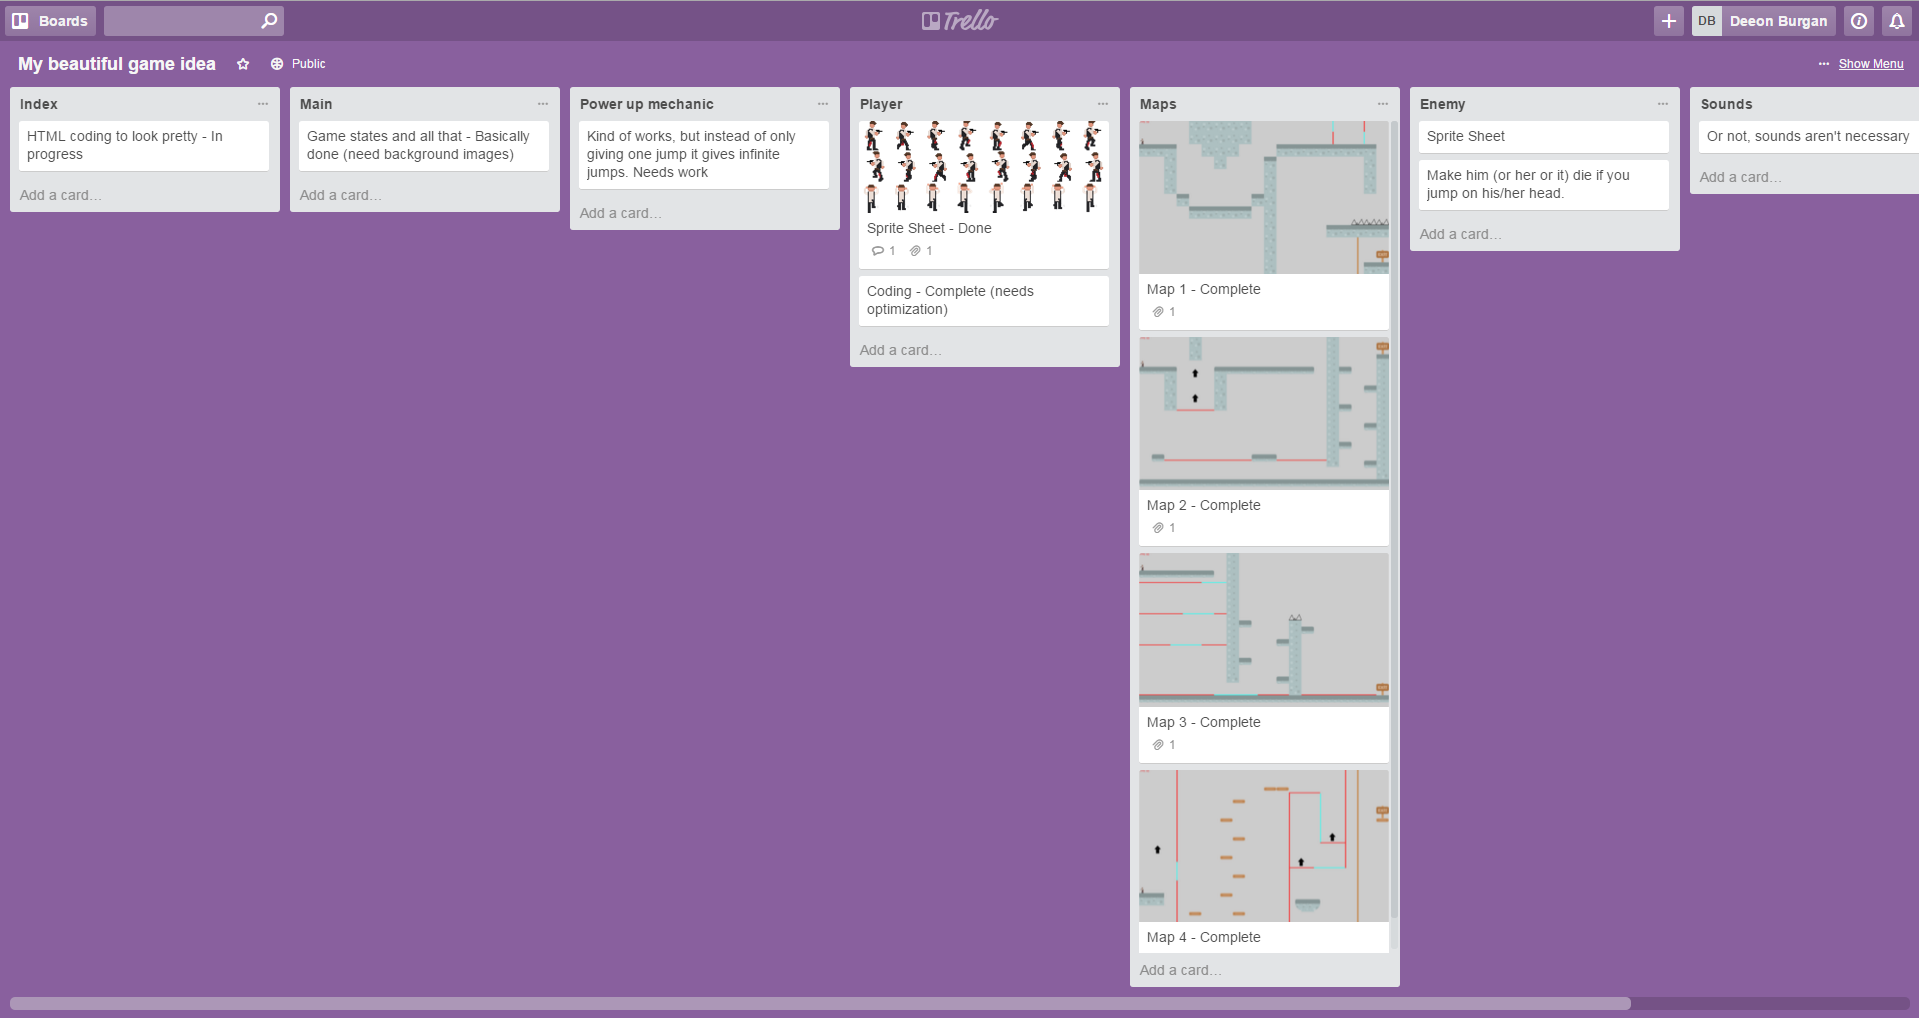 Boards
Trello
DB Deeon Burgan
My beautiful game idea
Public
Show Menu
Index
HTML coding to look pretty - In
progress
Add a card…
Main
Game states and all that - Basically
done (need background images)
Add a card…
Power up mechanic
Kind of works, but instead of only
giving one jump it gives infinite
jumps. Needs work
Add a card…
Player
Sprite Sheet - Done
1 1
Coding - Complete (needs
optimization)
Add a card…
Maps
Map 1 - Complete
1
Map 2 - Complete
1
Map 3 - Complete
1
Map 4 - Complete
Add a card…
Enemy
Sprite Sheet
Make him (or her or it) die if you
jump on his/her head.
Add a card…
Sounds
Or not, sounds aren't necessary
Add a card…